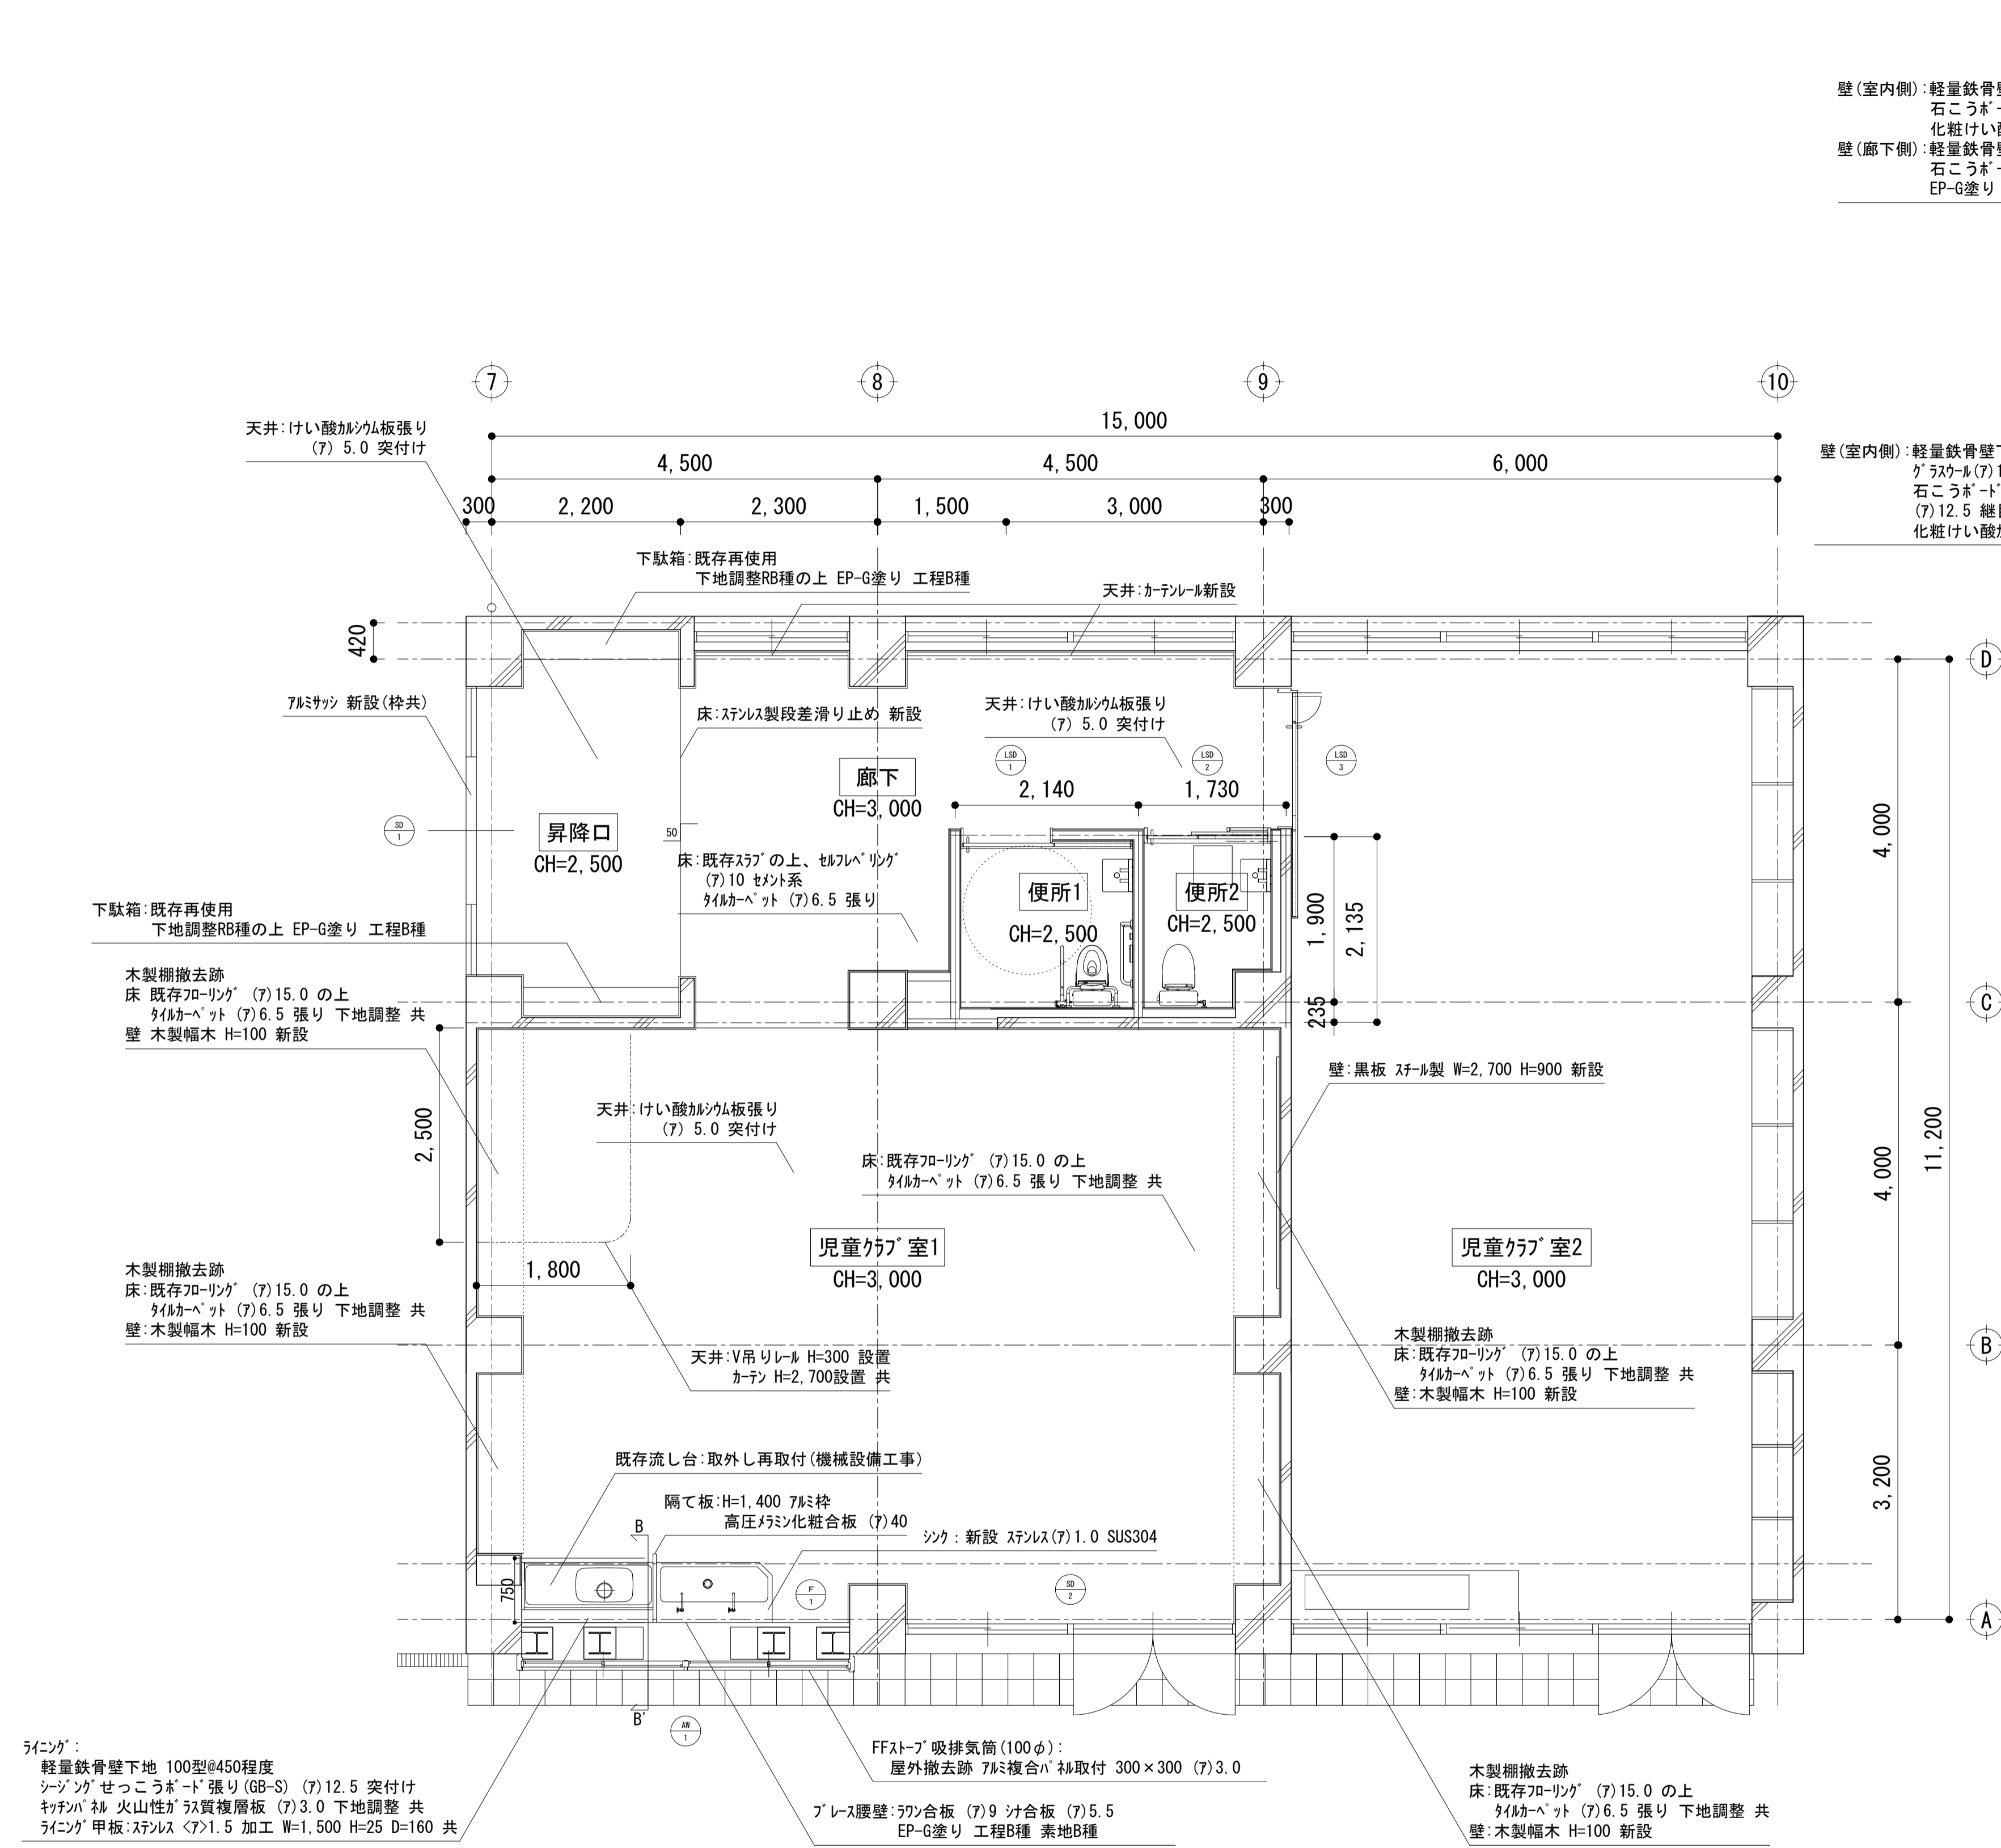 壁(室内側):軽量鉄骨壁
石こうボー
化粧けい酸
壁(廊下側):軽量鉄骨壁
石こうボー
EP-G塗り
7
8
9
10
15,000
天井:けい酸カルシウム板張り
(ア) 5.0 突付け
4,500
4,500
6,000
壁(室内側):軽量鉄骨壁下
グラスウール(ア)1
石こうボード
(ア)12.5 継目
化粧けい酸カ
300
2,200
2,300
1,500
3,000
300
下駄箱:既存再使用
下地調整RB種の上 EP-G塗り 工程B種
天井:カーテンレール新設
420
D
アルミサッシ 新設(枠共)
床:ステンレス製段差滑り止め 新設
天井:けい酸カルシウム板張り
(ア) 5.0 突付け
LSD
1
LSD
2
LSD
3
廊下
CH=3,000
2,140
1,730
SD
1
昇降口
CH=2,500
50
4,000
床:既存スラブの上、セルフレベリング
(ア)10 セメント系
タイルカーペット (ア)6.5 張り
便所1
CH=2,500
便所2
CH=2,500
1,900
2,135
235
下駄箱:既存再使用
下地調整RB種の上 EP-G塗り 工程B種
木製棚撤去跡
床 既存フローリング (ア)15.0 の上
タイルカーペット (ア)6.5 張り 下地調整 共
壁 木製幅木 H=100 新設
C
2,500
壁:黒板 スチール製 W=2,700 H=900 新設
天井:けい酸カルシウム板張り
(ア) 5.0 突付け
床:既存フローリング (ア)15.0 の上
タイルカーペット (ア)6.5 張り 下地調整 共
4,000
11,200
児童クラブ室1
CH=3,000
児童クラブ室2
CH=3,000
1,800
木製棚撤去跡
床:既存フローリング (ア)15.0 の上
タイルカーペット (ア)6.5 張り 下地調整 共
壁:木製幅木 H=100 新設
B
天井:V吊りレール H=300 設置
カーテン H=2,700設置 共
木製棚撤去跡
床:既存フローリング (ア)15.0 の上
タイルカーペット (ア)6.5 張り 下地調整 共
壁:木製幅木 H=100 新設
既存流し台:取外し再取付(機械設備工事)
隔て板:H=1,400 アルミ枠
高圧メラミン化粧合板 (ア)40
シンク : 新設 ステンレス(ア)1.0 SUS304
3,200
B
750
F
1
SD
2
A
B'
AW
1
ライニング:
軽量鉄骨壁下地 100型@450程度
シージングせっこうボード張り(GB-S) (ア)12.5 突付け
キッチンパネル 火山性ガラス質複層板 (ア)3.0 下地調整 共
ライニング甲板:ステンレス <ア>1.5 加工 W=1,500 H=25 D=160 共
FFストーブ吸排気筒(100φ):
屋外撤去跡 アルミ複合パネル取付 300×300 (ア)3.0
ブレース腰壁:ラワン合板 (ア)9 シナ合板 (ア)5.5
EP-G塗り 工程B種 素地B種
木製棚撤去跡
床:既存フローリング (ア)15.0 の上
タイルカーペット (ア)6.5 張り 下地調整 共
壁:木製幅木 H=100 新設